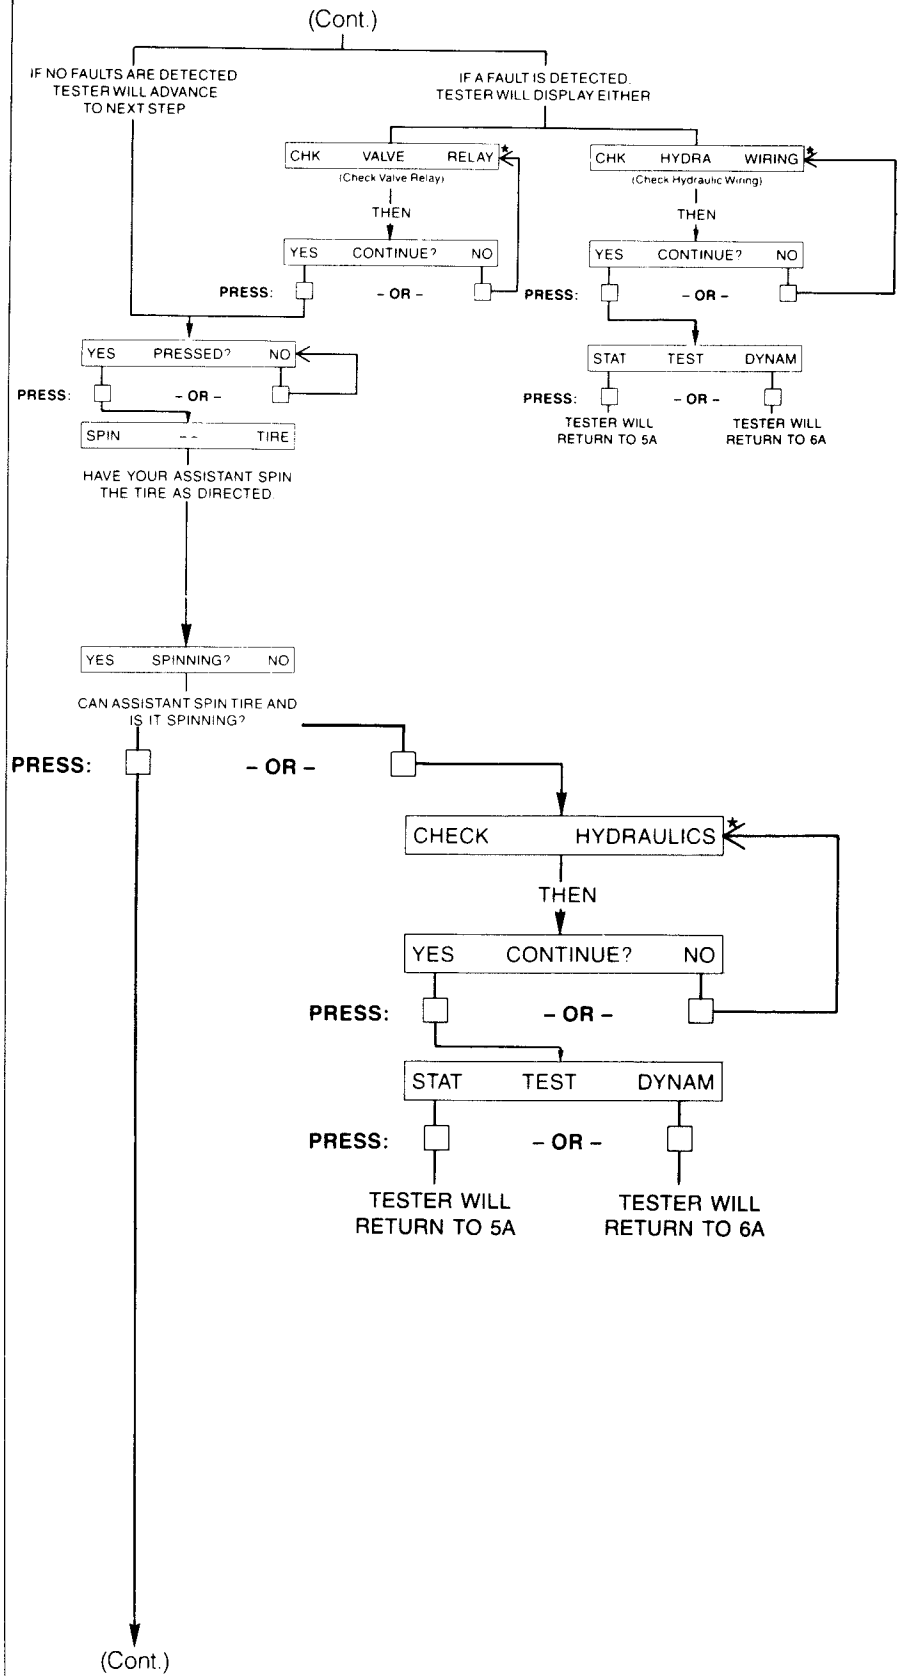 (Cont.)
IF NO FAULTS ARE DETECTED
TESTER WILL ADVANCE
TO NEXT STEP
IF A FAULT IS DETECTED.
TESTER WILL DISPLAY EITHER
CHK VALVE RELAY *
(Check Valve Relay)
THEN
YES CONTINUE? NO
PRESS: – OR –
CHK HYDRA WIRING *
(Check Hydraulic Wiring)
THEN
YES CONTINUE? NO
PRESS: – OR –
STAT TEST DYNAM
PRESS: – OR –
TESTER WILL
RETURN TO 5A
TESTER WILL
RETURN TO 6A
YES PRESSED? NO
PRESS: – OR –
SPIN – – TIRE
HAVE YOUR ASSISTANT SPIN
THE TIRE AS DIRECTED
YES SPINNING? NO
CAN ASSISTANT SPIN TIRE AND
IS IT SPINNING?
PRESS: – OR –
CHECK HYDRAULICS *
THEN
YES CONTINUE? NO
PRESS: – OR –
STAT TEST DYNAM
PRESS: – OR –
TESTER WILL
RETURN TO 5A
TESTER WILL
RETURN TO 6A
(Cont.)